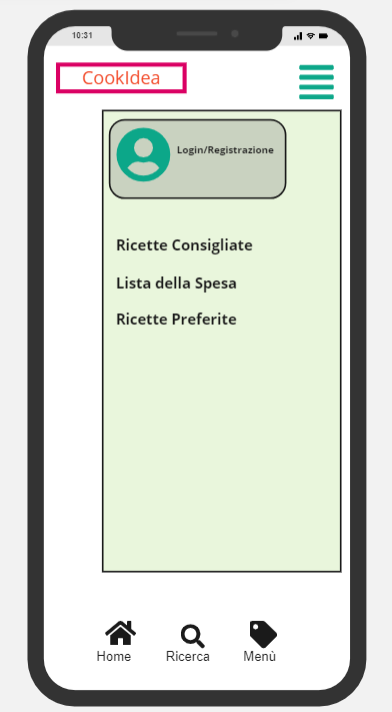 10:31
CookIdea
Login/Registrazione
Ricette Consigliate
Lista della Spesa
Ricette Preferite
Home Ricerca Menù